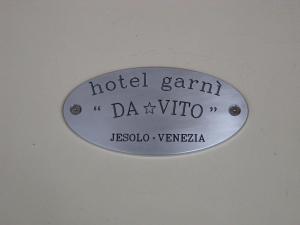 hotel garnì
“ DA ☆ VITO ”
JESOLO - VENEZIA